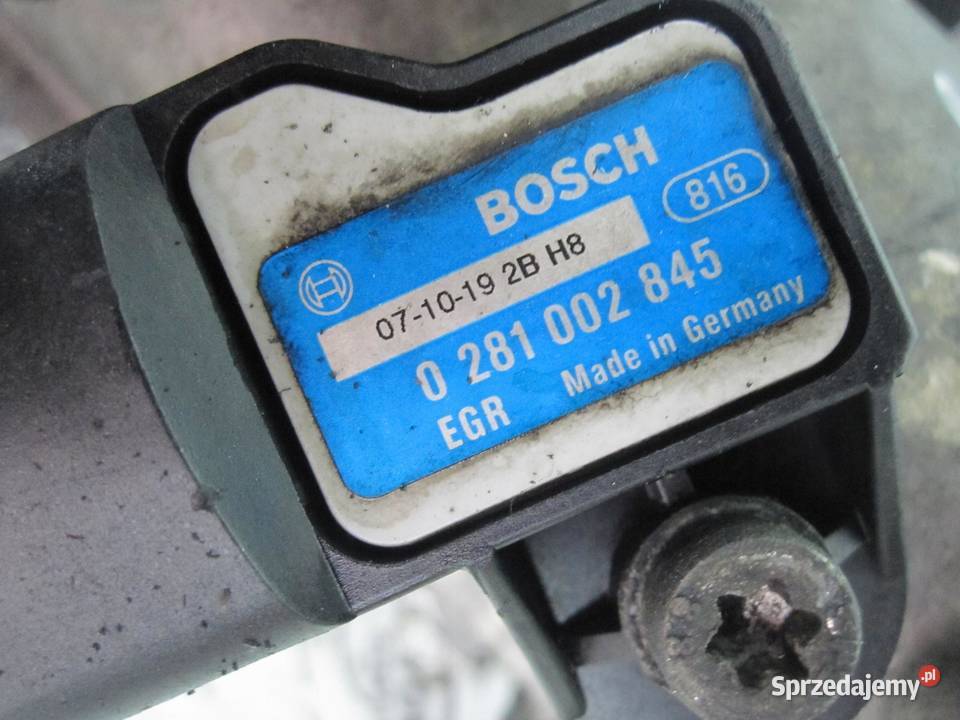 BOSCH
816
07-10-19 2B H8
0 281 002 845
EGR Made in Germany
Sprzedajemy.pl